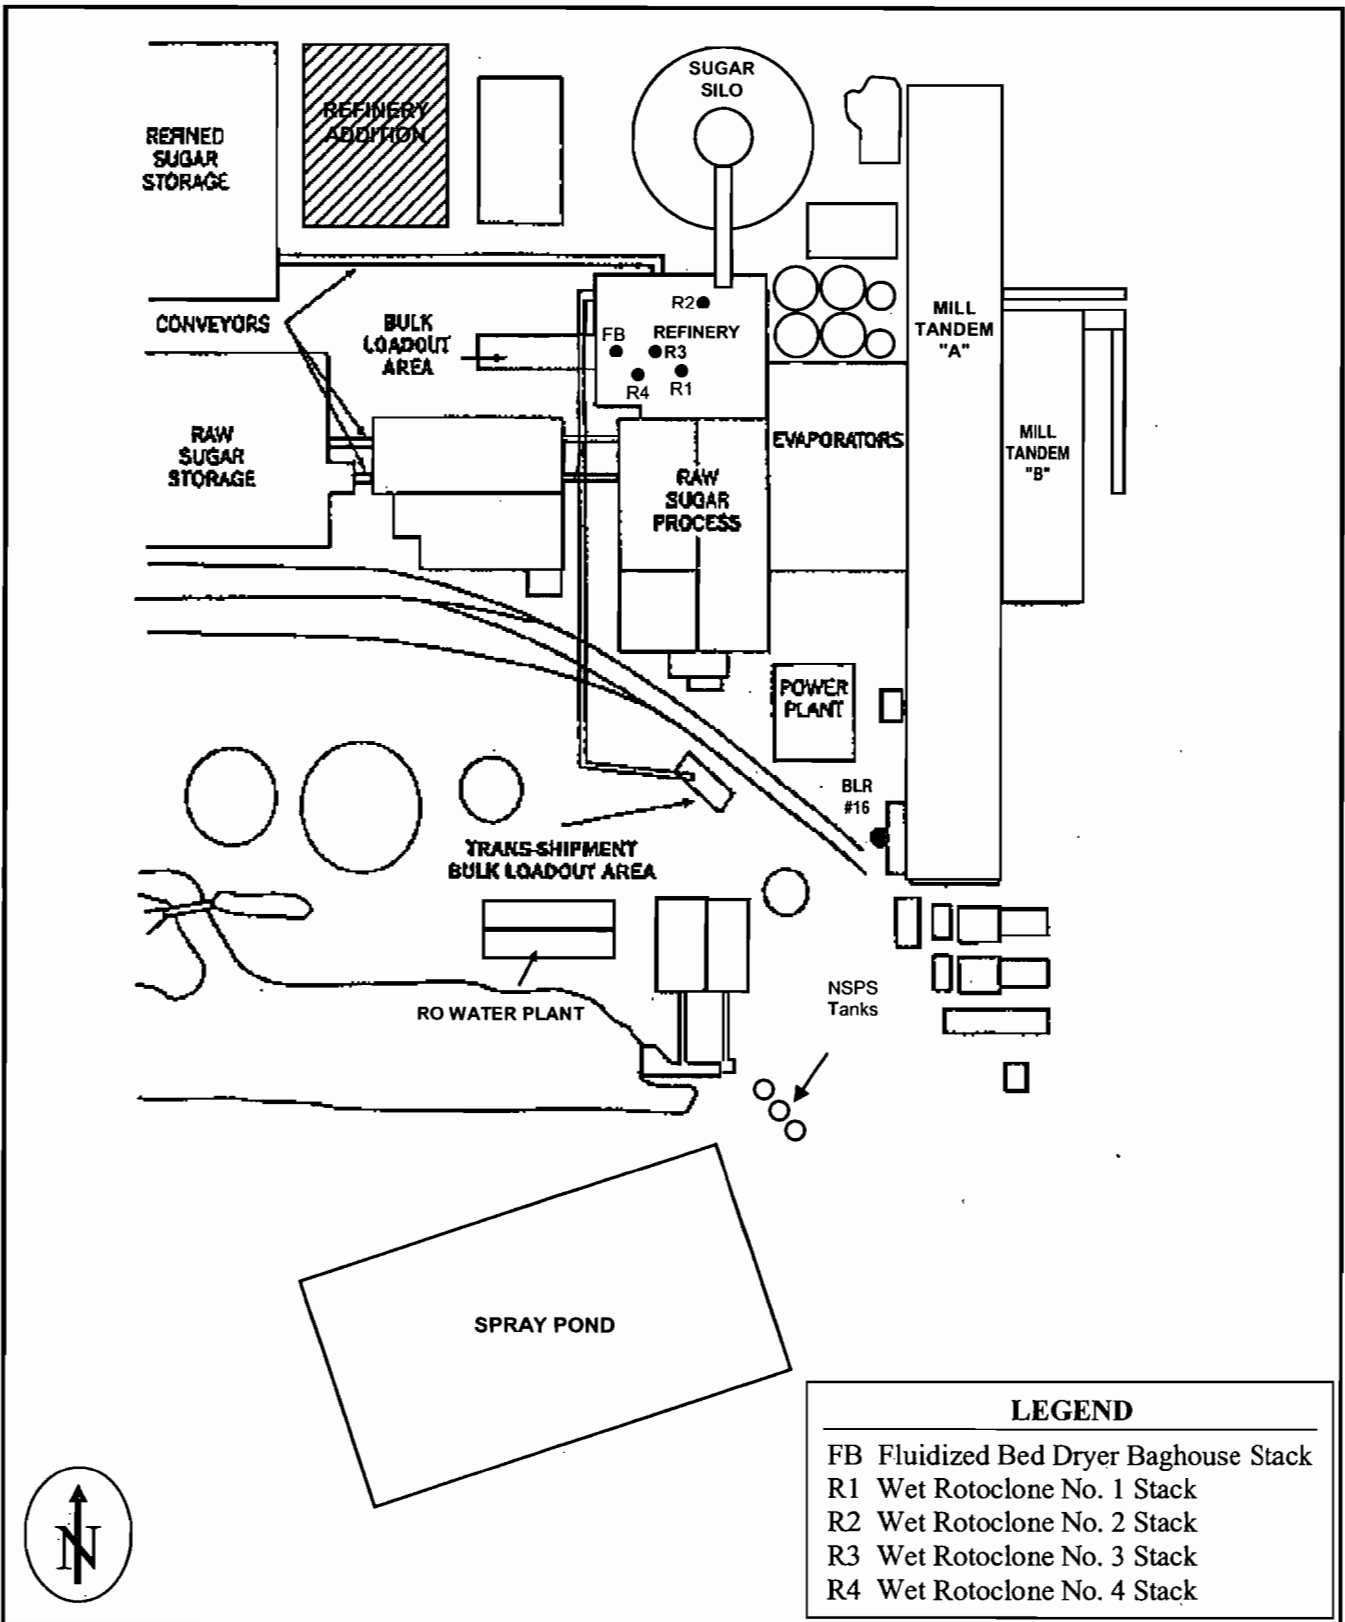 SUGAR
SILO
REFINERY
ADDITION
REFINED
SUGAR
STORAGE
CONVEYORS
BULK
LOADOUT
AREA
R2
REFINERY
FB
R3
R4
R1
MILL
TANDEM
"A"
RAW
SUGAR
STORAGE
RAW
SUGAR
PROCESS
EVAPORATORS
MILL
TANDEM
"B"
POWER
PLANT
BLR
#16
TRANS-SHIPMENT
BULK LOADOUT AREA
RO WATER PLANT
NSPS
Tanks
SPRAY POND
LEGEND
FB Fluidized Bed Dryer Baghouse Stack
R1 Wet Rotoclone No. 1 Stack
R2 Wet Rotoclone No. 2 Stack
R3 Wet Rotoclone No. 3 Stack
R4 Wet Rotoclone No. 4 Stack
N